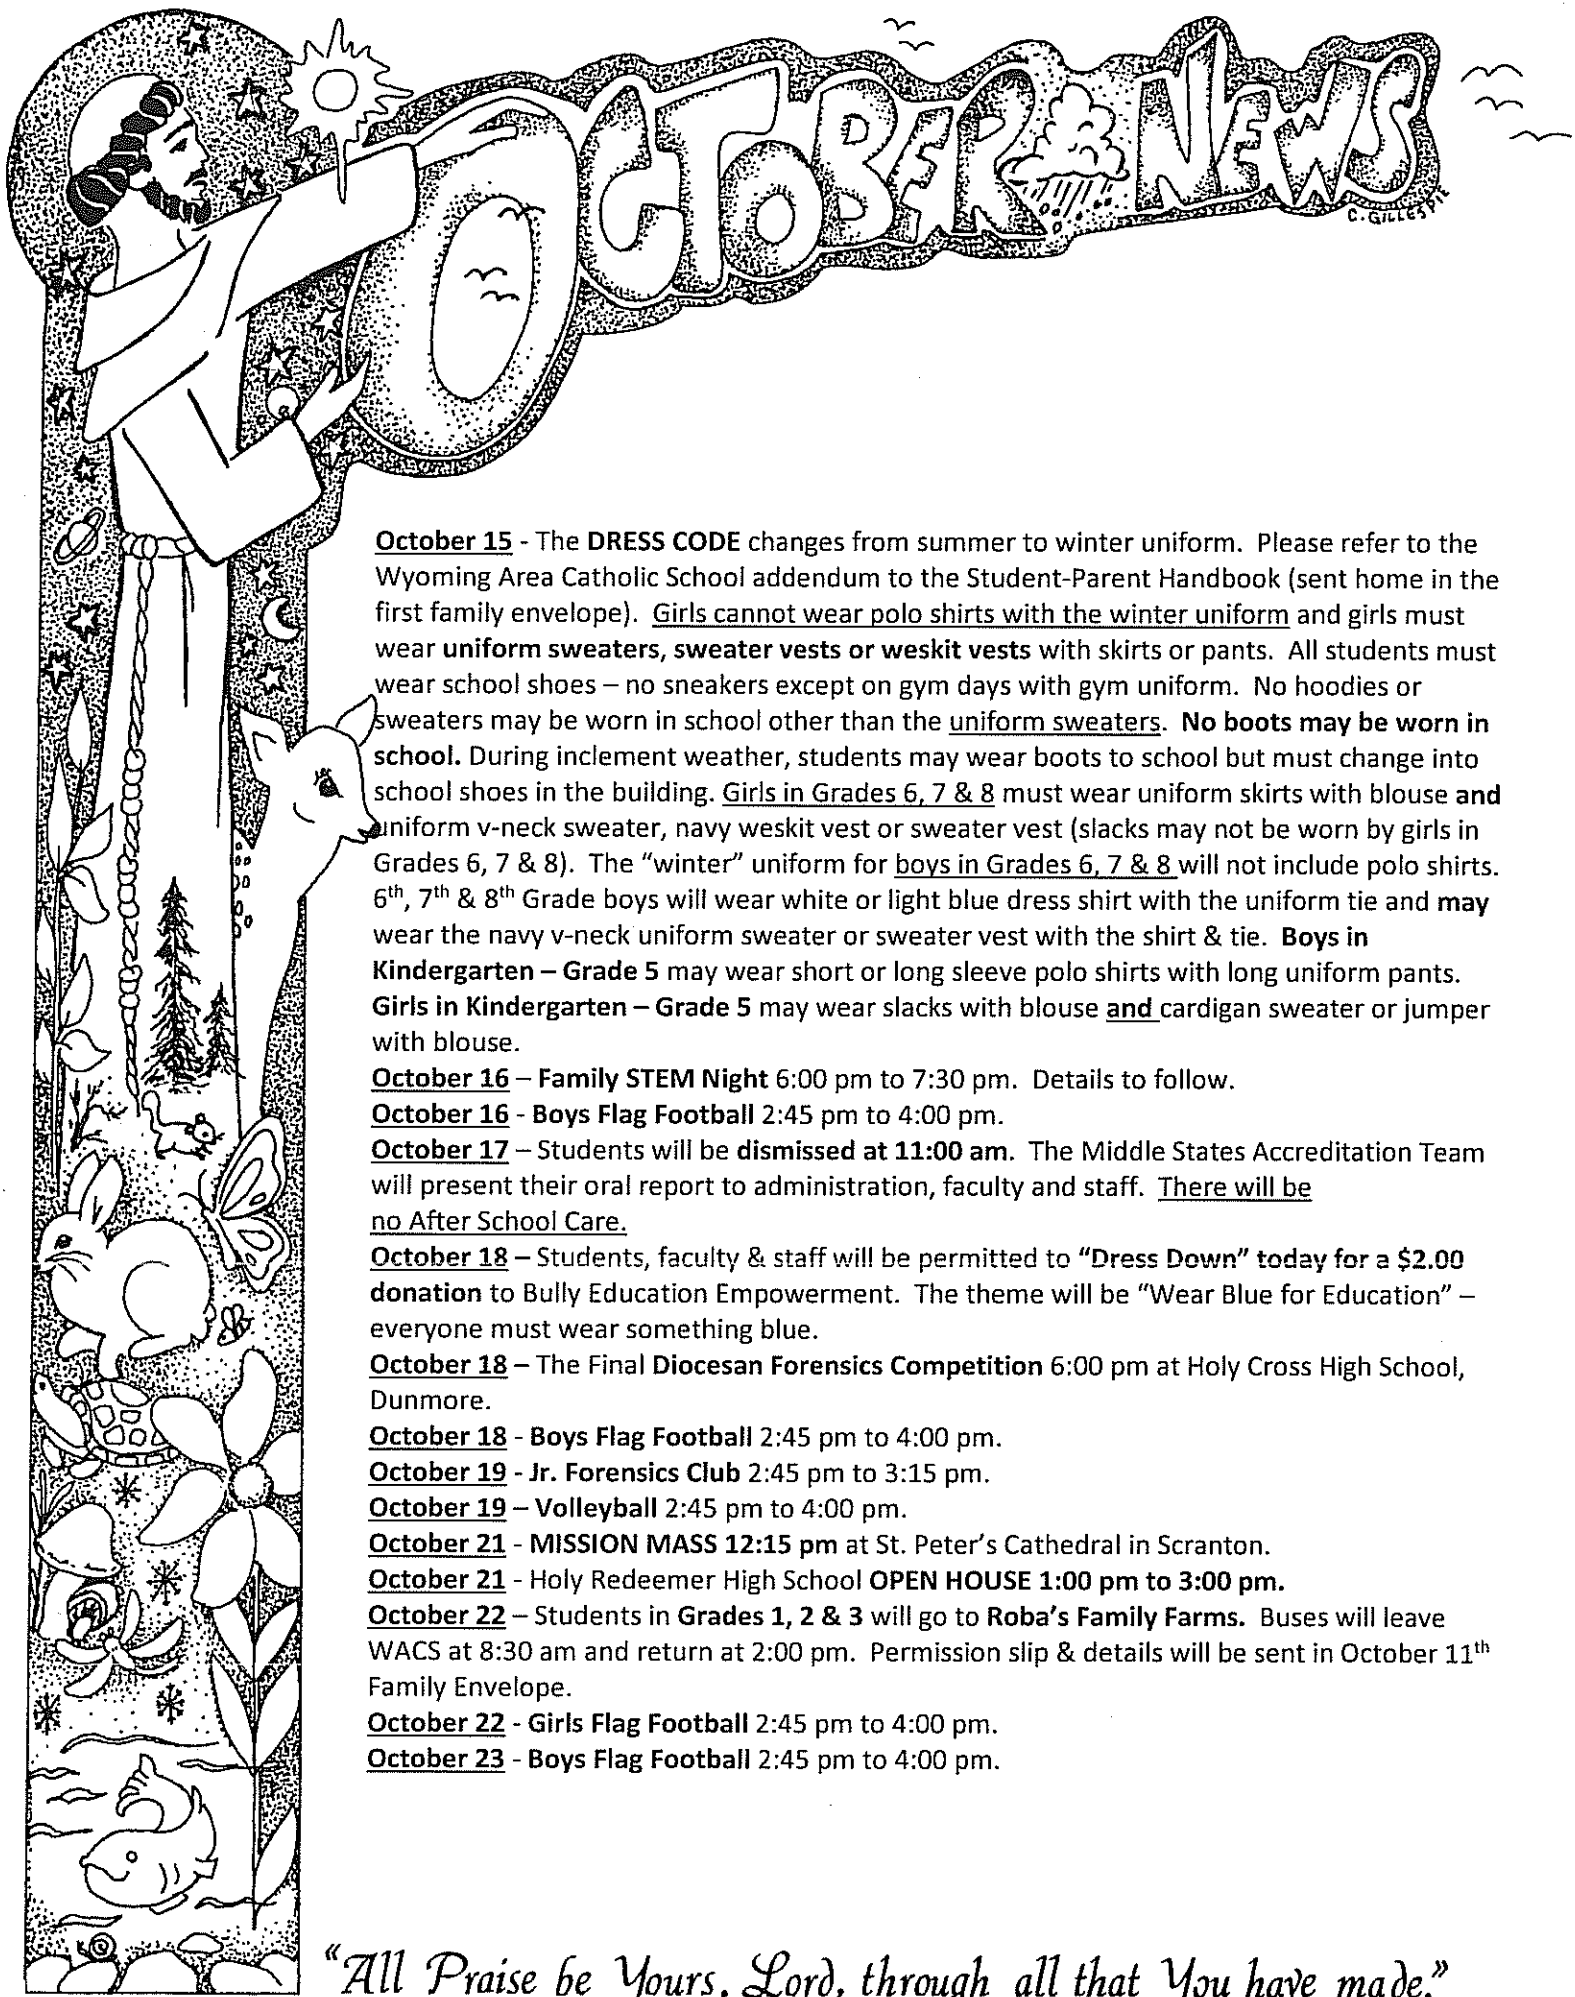 OCTOBER NEWS
C. GILLESPIE
October 15 - The DRESS CODE changes from summer to winter uniform. Please refer to the
Wyoming Area Catholic School addendum to the Student-Parent Handbook (sent home in the
first family envelope). Girls cannot wear polo shirts with the winter uniform and girls must
wear uniform sweaters, sweater vests or weskit vests with skirts or pants. All students must
wear school shoes – no sneakers except on gym days with gym uniform. No hoodies or
sweaters may be worn in school other than the uniform sweaters. No boots may be worn in
school. During inclement weather, students may wear boots to school but must change into
school shoes in the building. Girls in Grades 6, 7 & 8 must wear uniform skirts with blouse and
uniform v-neck sweater, navy weskit vest or sweater vest (slacks may not be worn by girls in
Grades 6, 7 & 8). The “winter” uniform for boys in Grades 6, 7 & 8 will not include polo shirts.
6th, 7th & 8th Grade boys will wear white or light blue dress shirt with the uniform tie and may
wear the navy v-neck uniform sweater or sweater vest with the shirt & tie. Boys in
Kindergarten – Grade 5 may wear short or long sleeve polo shirts with long uniform pants.
Girls in Kindergarten – Grade 5 may wear slacks with blouse and cardigan sweater or jumper
with blouse.
October 16 – Family STEM Night 6:00 pm to 7:30 pm. Details to follow.
October 16 - Boys Flag Football 2:45 pm to 4:00 pm.
October 17 – Students will be dismissed at 11:00 am. The Middle States Accreditation Team
will present their oral report to administration, faculty and staff. There will be
no After School Care.
October 18 – Students, faculty & staff will be permitted to “Dress Down” today for a $2.00
donation to Bully Education Empowerment. The theme will be “Wear Blue for Education” –
everyone must wear something blue.
October 18 – The Final Diocesan Forensics Competition 6:00 pm at Holy Cross High School,
Dunmore.
October 18 - Boys Flag Football 2:45 pm to 4:00 pm.
October 19 - Jr. Forensics Club 2:45 pm to 3:15 pm.
October 19 – Volleyball 2:45 pm to 4:00 pm.
October 21 - MISSION MASS 12:15 pm at St. Peter’s Cathedral in Scranton.
October 21 - Holy Redeemer High School OPEN HOUSE 1:00 pm to 3:00 pm.
October 22 – Students in Grades 1, 2 & 3 will go to Roba’s Family Farms. Buses will leave
WACS at 8:30 am and return at 2:00 pm. Permission slip & details will be sent in October 11th
Family Envelope.
October 22 - Girls Flag Football 2:45 pm to 4:00 pm.
October 23 - Boys Flag Football 2:45 pm to 4:00 pm.
“All Praise be Yours, Lord, through all that You have made.”